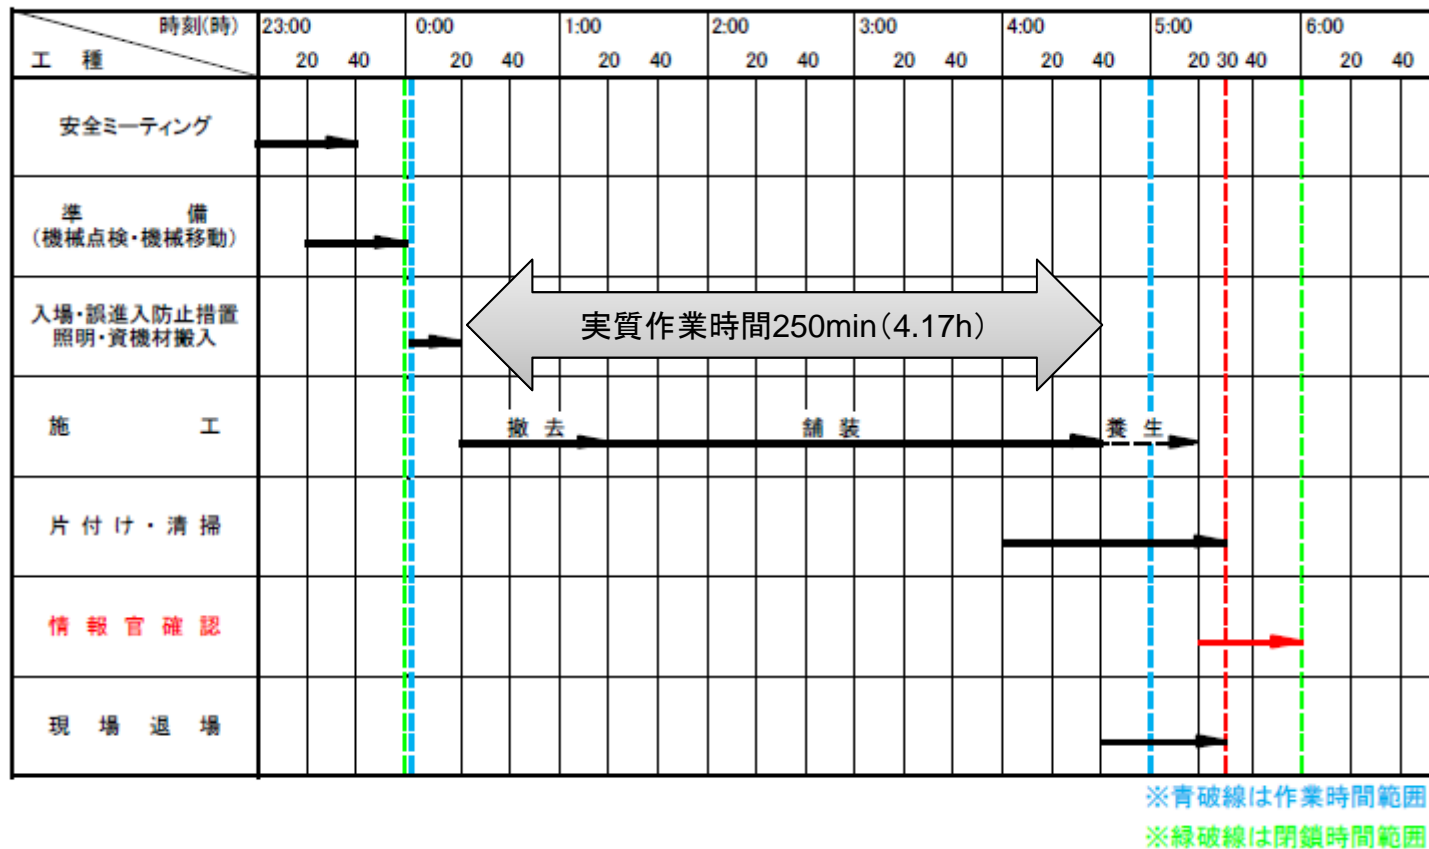 時刻(時) 23:00 0:00 1:00 2:00 3:00 4:00 5:00 6:00
工 種 20 40 20 40 20 40 20 40 20 40 20 40 20 30 40 20 40
安全ミーティング
準 備
(機械点検・機械移動)
入場・誤進入防止措置
照明・資機材搬入
実質作業時間250min(4.17h)
施 工 撤 去 舗 装 養 生
片 付 け ・ 清 掃
情 報 官 確 認
現 場 退 場
※青破線は作業時間範囲
※緑破線は閉鎖時間範囲